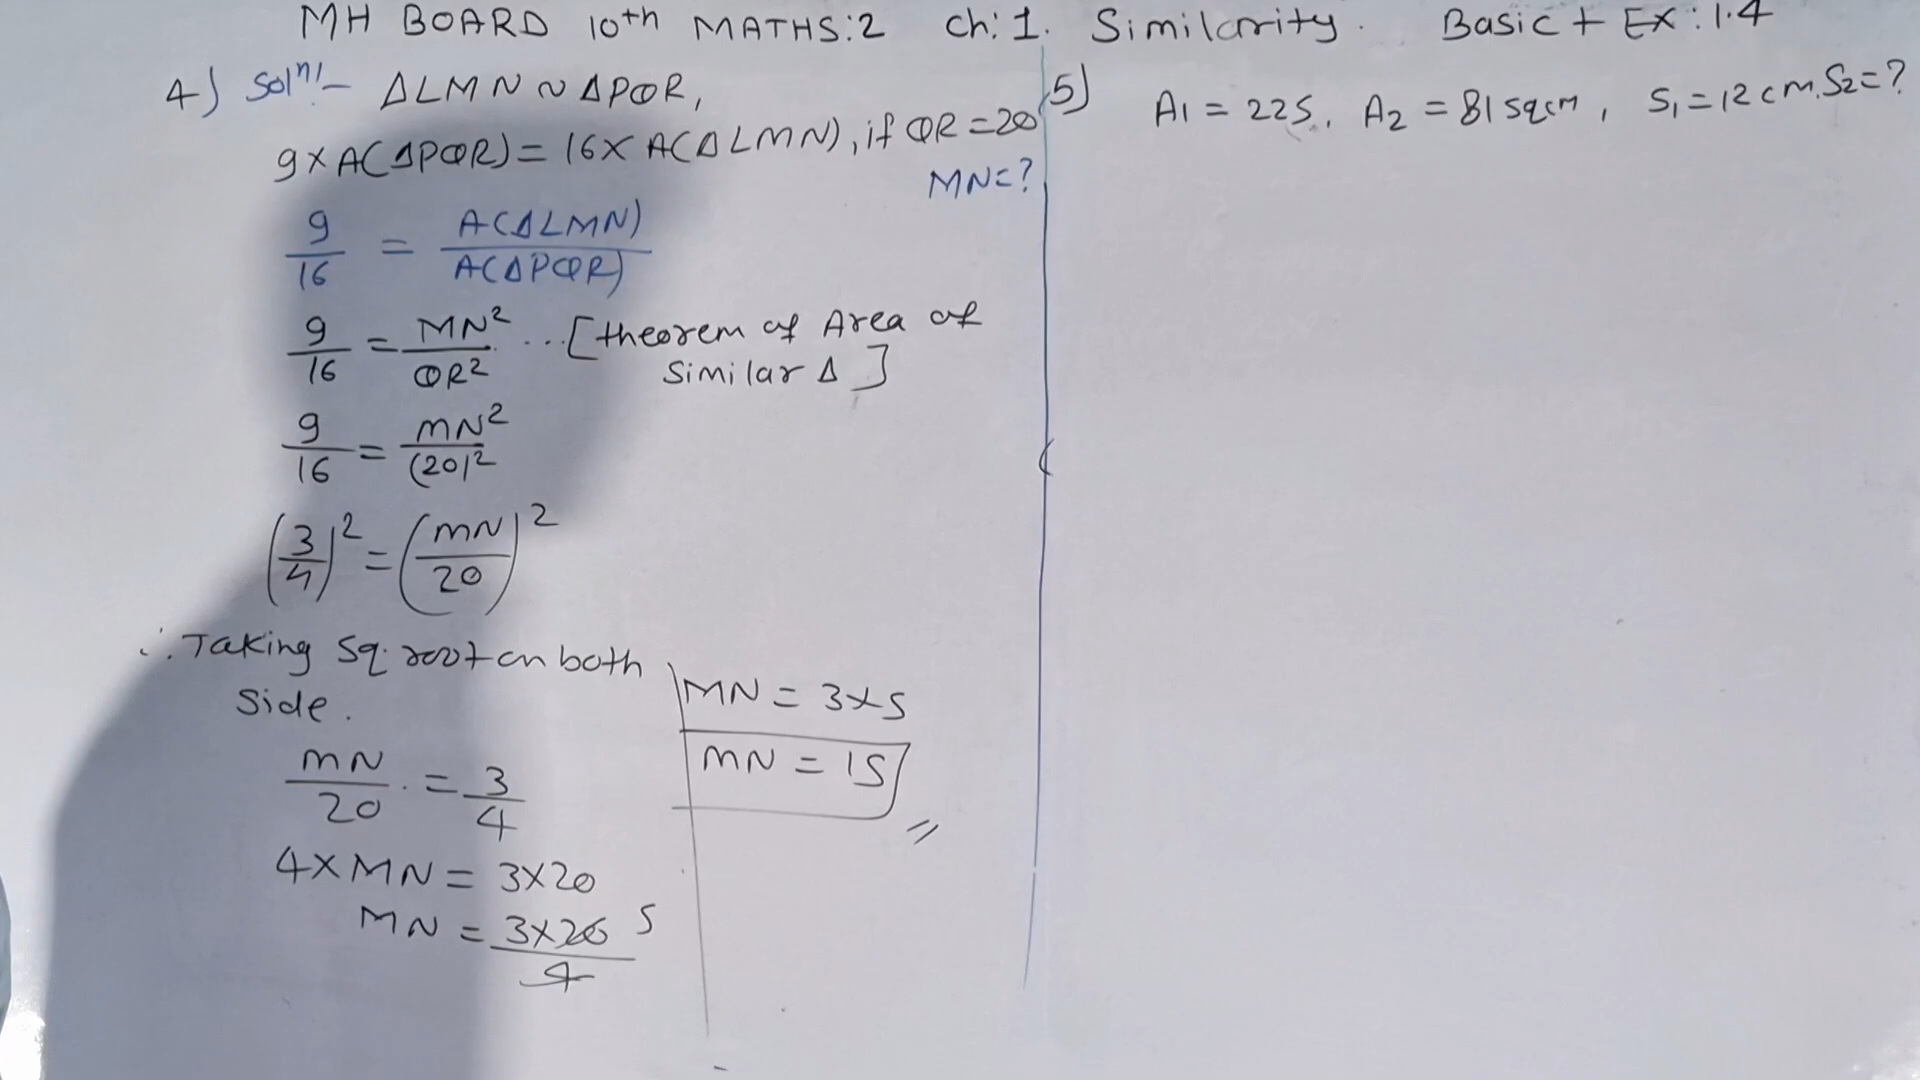 MH BOARD 10th MATHS:2 Ch:1. Similarity. Basic + EX:1.4
4) Solⁿ:- ΔLMN ~ ΔPQR,
9×A(ΔPQR) = 16×A(ΔLMN), if QR = 20
MN=?
9/16 = A(ΔLMN)/A(ΔPQR)
9/16 = MN²/QR² ...[theorem of Area of
Similar Δ]
9/16 = MN²/(20)²
(3/4)² = (MN/20)²
∴ Taking Sq. root on both
Side.
MN/20 = 3/4
4×MN = 3×20
MN = 3×20/4 5
MN = 3×5
MN = 15
5) A₁ = 225, A₂ = 81 sqcm, S₁ = 12 cm. S₂ = ?